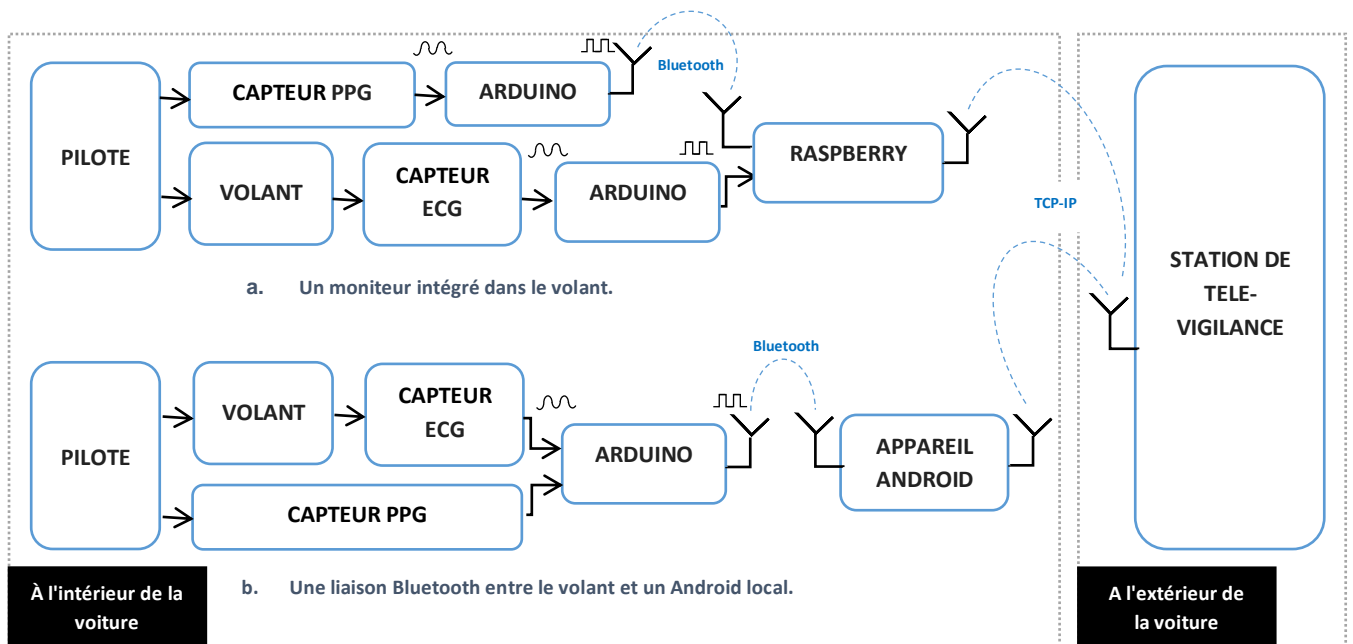 Bluetooth
CAPTEUR PPG
ARDUINO
PILOTE
RASPBERRY
VOLANT
CAPTEUR
ECG
ARDUINO
TCP-IP
a. Un moniteur intégré dans le volant.
STATION DE
TELE-
VIGILANCE
Bluetooth
PILOTE
VOLANT
CAPTEUR
ECG
ARDUINO
APPAREIL
ANDROID
CAPTEUR PPG
b. Une liaison Bluetooth entre le volant et un Android local.
À l'intérieur de la
voiture
A l'extérieur de
la voiture